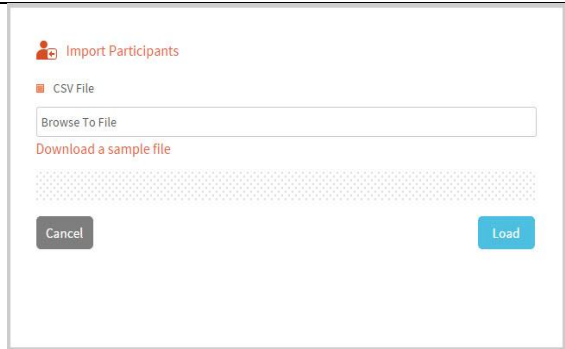 Import Participants
CSV File
Browse To File
Download a sample file
Cancel
Load